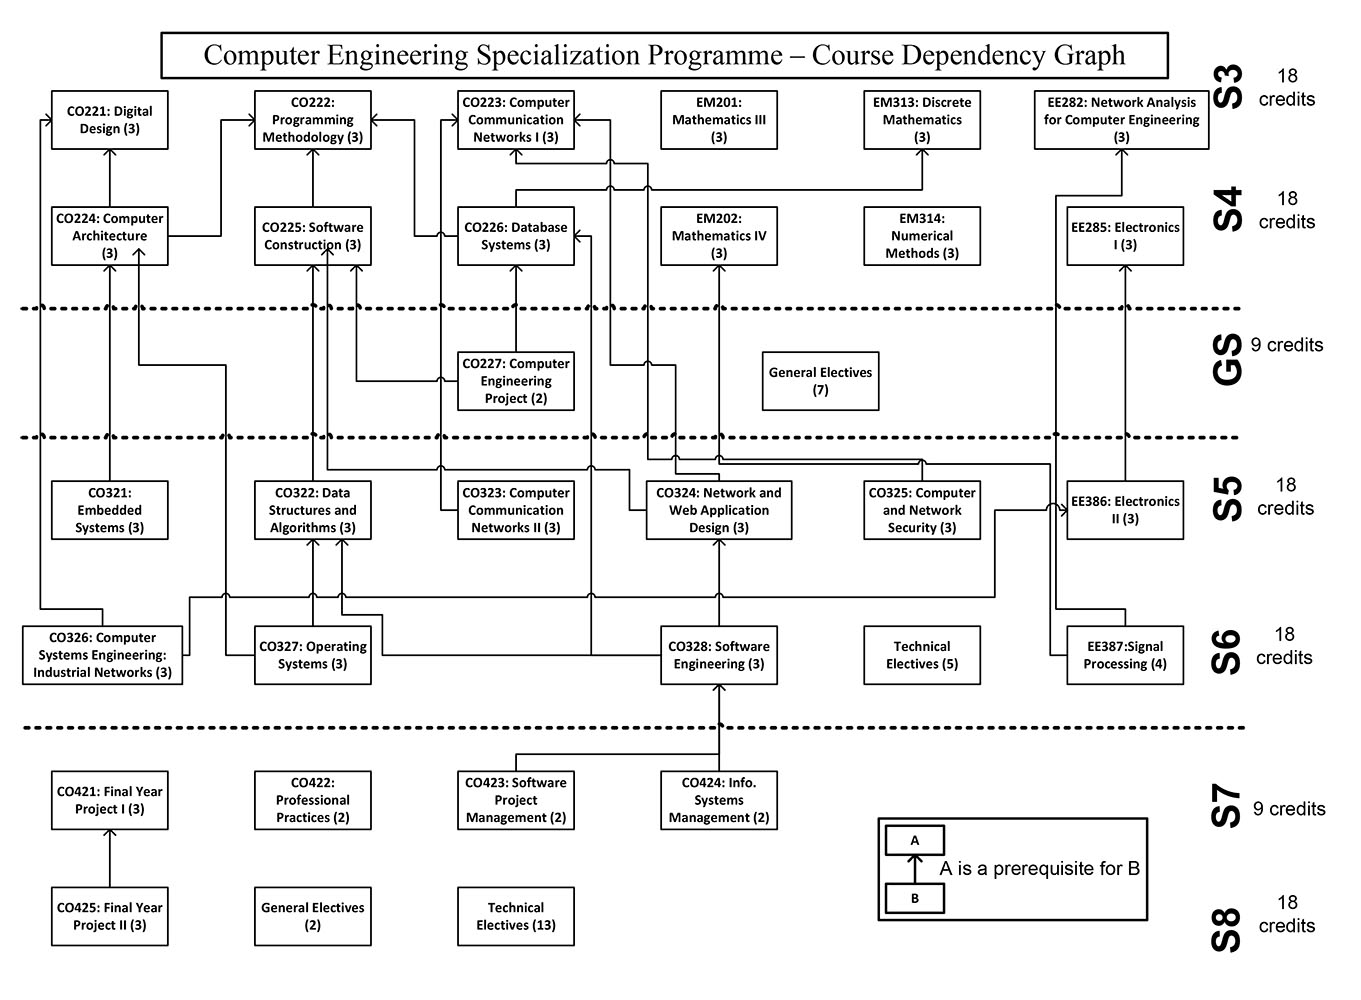 Computer Engineering Specialization Programme – Course Dependency Graph
S3
18
credits
CO221: Digital
Design (3)
CO222:
Programming
Methodology (3)
CO223: Computer
Communication
Networks I (3)
EM201:
Mathematics III
(3)
EM313: Discrete
Mathematics
(3)
EE282: Network Analysis
for Computer Engineering
(3)
S4
18
credits
CO224: Computer
Architecture
(3)
CO225: Software
Construction (3)
CO226: Database
Systems (3)
EM202:
Mathematics IV
(3)
EM314:
Numerical
Methods (3)
EE285: Electronics
I (3)
GS
9 credits
CO227: Computer
Engineering
Project (2)
General Electives
(7)
S5
18
credits
CO321:
Embedded
Systems (3)
CO322: Data
Structures and
Algorithms (3)
CO323: Computer
Communication
Networks II (3)
CO324: Network and
Web Application
Design (3)
CO325: Computer
and Network
Security (3)
EE386: Electronics
II (3)
S6
18
credits
CO326: Computer
Systems Engineering:
Industrial Networks (3)
CO327: Operating
Systems (3)
CO328: Software
Engineering (3)
Technical
Electives (5)
EE387:Signal
Processing (4)
S7
9 credits
CO421: Final Year
Project I (3)
CO422:
Professional
Practices (2)
CO423: Software
Project
Management (2)
CO424: Info.
Systems
Management (2)
A
A is a prerequisite for B
B
S8
18
credits
CO425: Final Year
Project II (3)
General Electives
(2)
Technical
Electives (13)